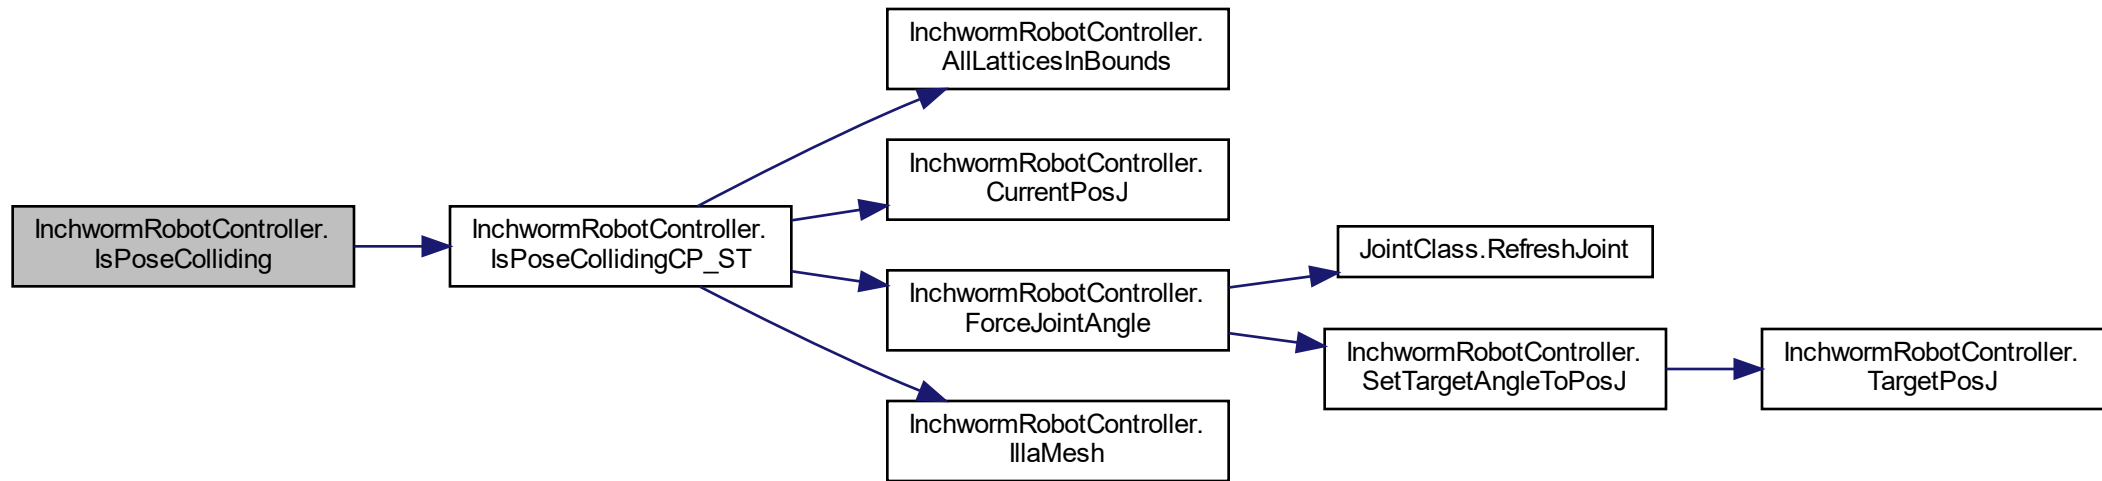 InchwormRobotController.
IsPoseColliding
InchwormRobotController.
IsPoseCollidingCP_ST
InchwormRobotController.
AllLatticesInBounds
InchwormRobotController.
CurrentPosJ
InchwormRobotController.
ForceJointAngle
InchwormRobotController.
IllaMesh
JointClass.RefreshJoint
InchwormRobotController.
SetTargetAngleToPosJ
InchwormRobotController.
TargetPosJ